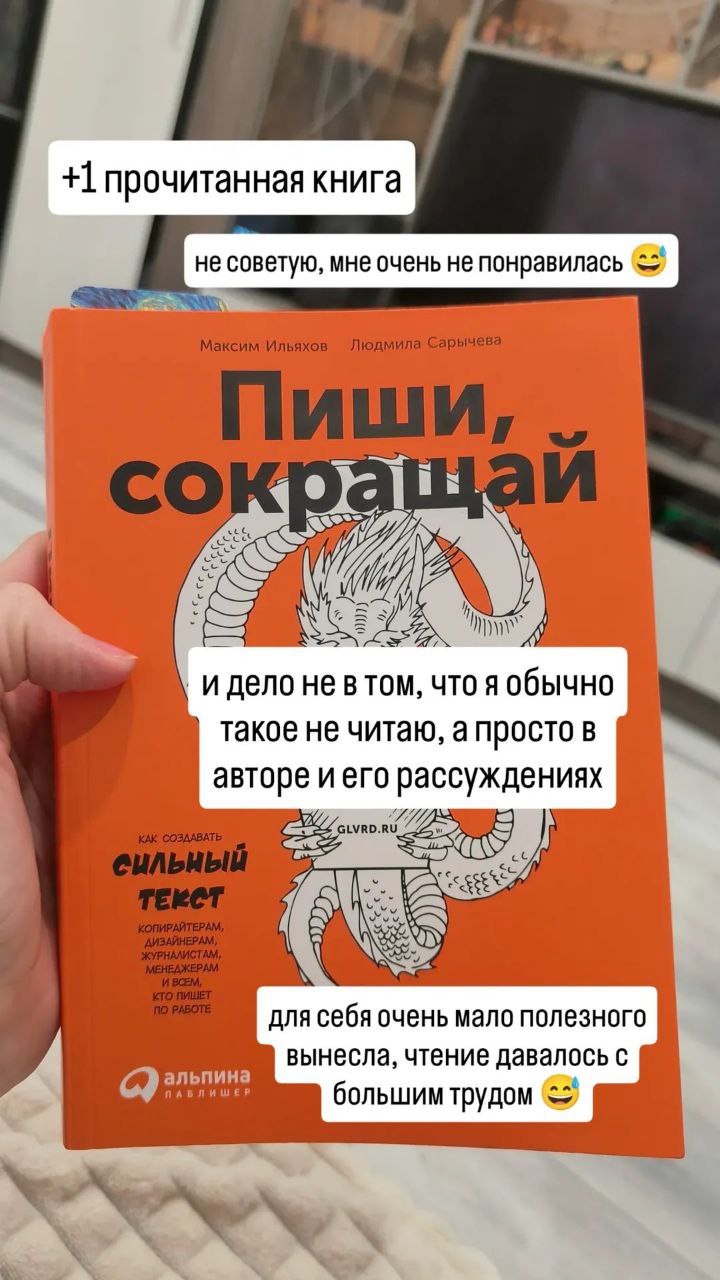 +1 прочитанная книга
не советую, мне очень не понравилась 😅
Максим Ильяхов Людмила Сарычева
Пиши,
сокращай
и дело не в том, что я обычно
такое не читаю, а просто в
авторе и его рассуждениях
GLVRD.RU
КАК СОЗДАВАТЬ
СИЛЬНЫЙ
ТЕКСТ
КОПИРАЙТЕРАМ,
ДИЗАЙНЕРАМ,
ЖУРНАЛИСТАМ,
МЕНЕДЖЕРАМ
И ВСЕМ,
КТО ПИШЕТ
ПО РАБОТЕ
для себя очень мало полезного
вынесла, чтение давалось с
большим трудом 😅
альпина
ПАБЛИШЕР